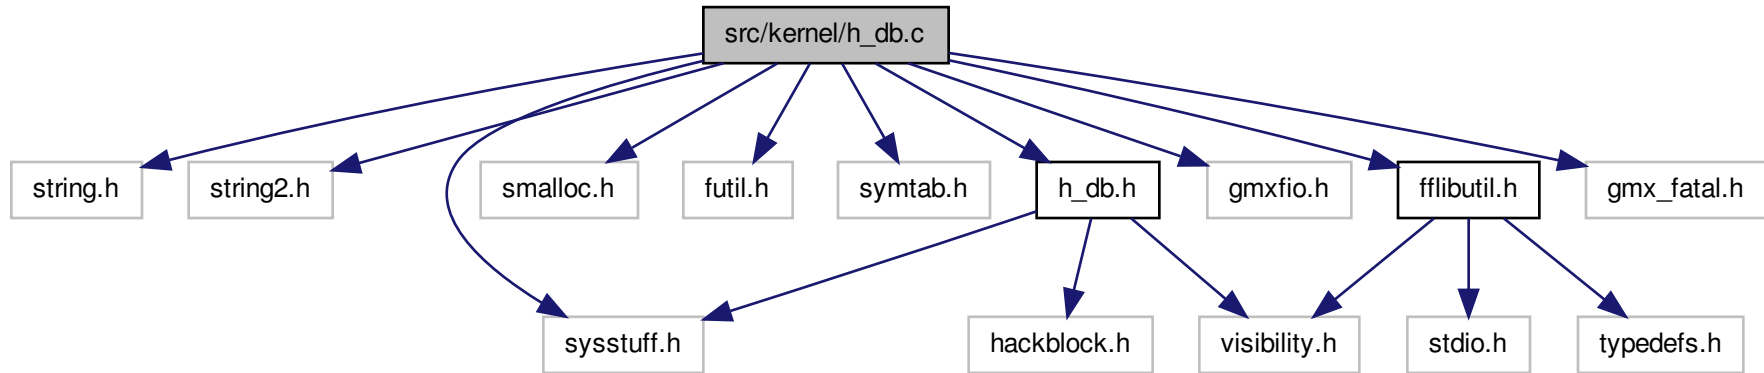 src/kernel/h_db.c
string.h
string2.h
smalloc.h
futil.h
symtab.h
h_db.h
gmxfio.h
fflibutil.h
gmx_fatal.h
sysstuff.h
hackblock.h
visibility.h
stdio.h
typedefs.h